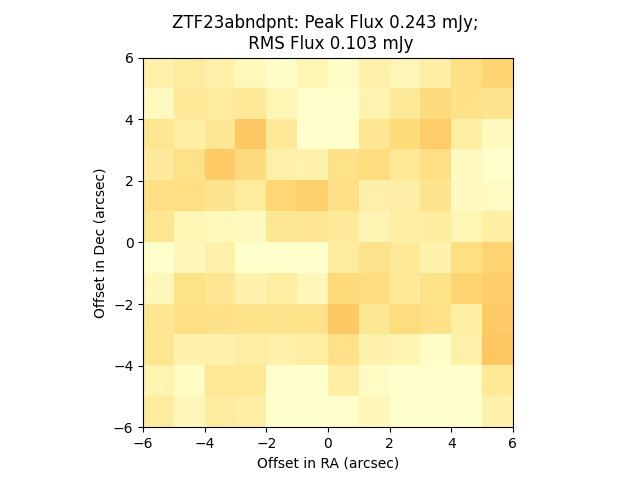 ZTF23abndpnt: Peak Flux 0.243 mJy;
RMS Flux 0.103 mJy
6
4
2
0
−2
−4
−6
Offset in Dec (arcsec)
−6 −4 −2 0 2 4 6
Offset in RA (arcsec)